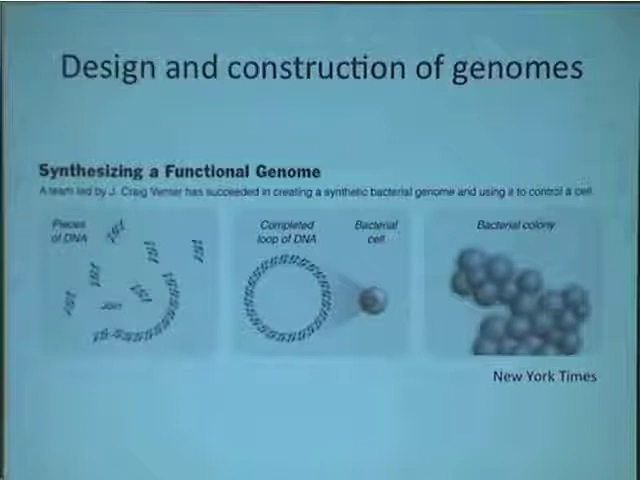 Design and construction of genomes
Synthesizing a Functional Genome
A team led by J. Craig Venter has succeeded in creating a synthetic bacterial genome and using it to control a cell.
Pieces
of DNA
Join
Completed
loop of DNA
Bacterial
cell
Bacterial colony
New York Times